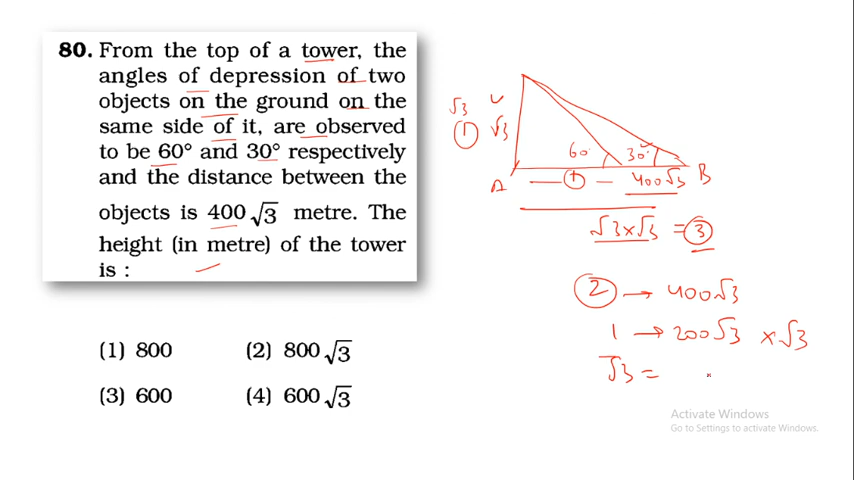 80. From the top of a tower, the
angles of depression of two
objects on the ground on the
same side of it, are observed
to be 60° and 30° respectively
and the distance between the
objects is 400√3 metre. The
height (in metre) of the tower
is :
(1) 800 (2) 800√3
(3) 600 (4) 600√3
√3
1 √3
60° 30°
A 1 400√3 B
√3×√3 = 3
2 → 400√3
1 → 200√3 ×√3
√3 =
Activate Windows
Go to Settings to activate Windows.